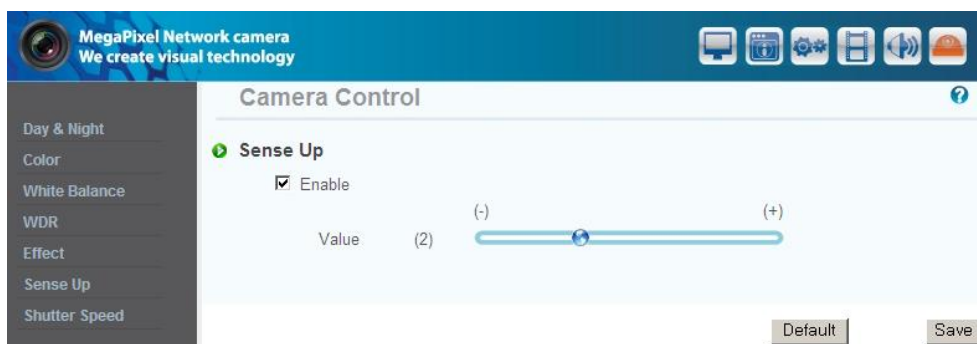 MegaPixel Network camera
We create visual technology
Camera Control
?
Day & Night
Color
White Balance
WDR
Effect
Sense Up
Shutter Speed
Sense Up
Enable
(-) (+)
Value (2)
Default Save